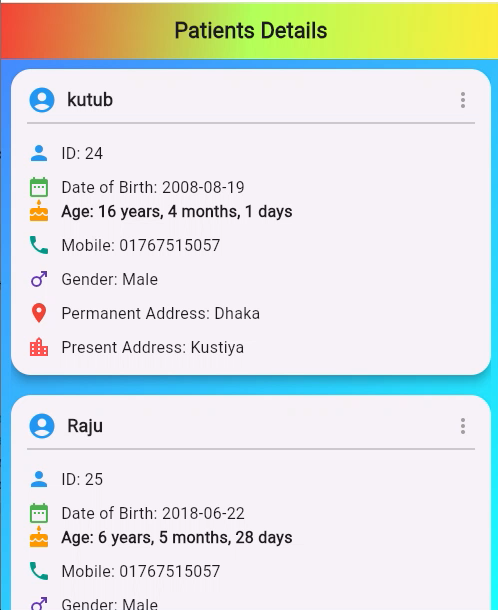 Patients Details
kutub
ID: 24
Date of Birth: 2008-08-19
Age: 16 years, 4 months, 1 days
Mobile: 01767515057
Gender: Male
Permanent Address: Dhaka
Present Address: Kustiya
Raju
ID: 25
Date of Birth: 2018-06-22
Age: 6 years, 5 months, 28 days
Mobile: 01767515057
Gender: Male